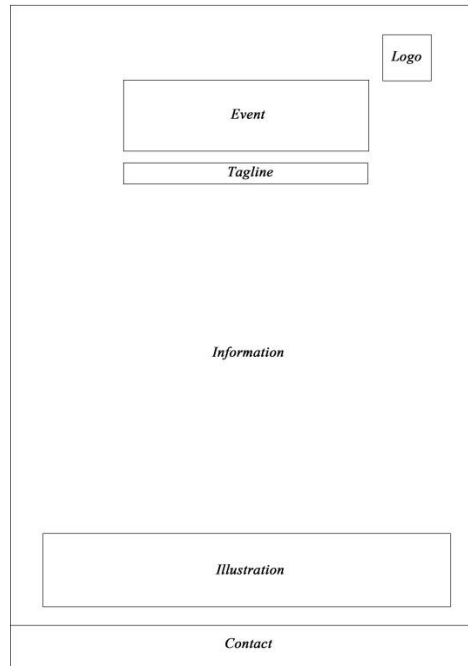 Logo
Event
Tagline
Information
Illustration
Contact